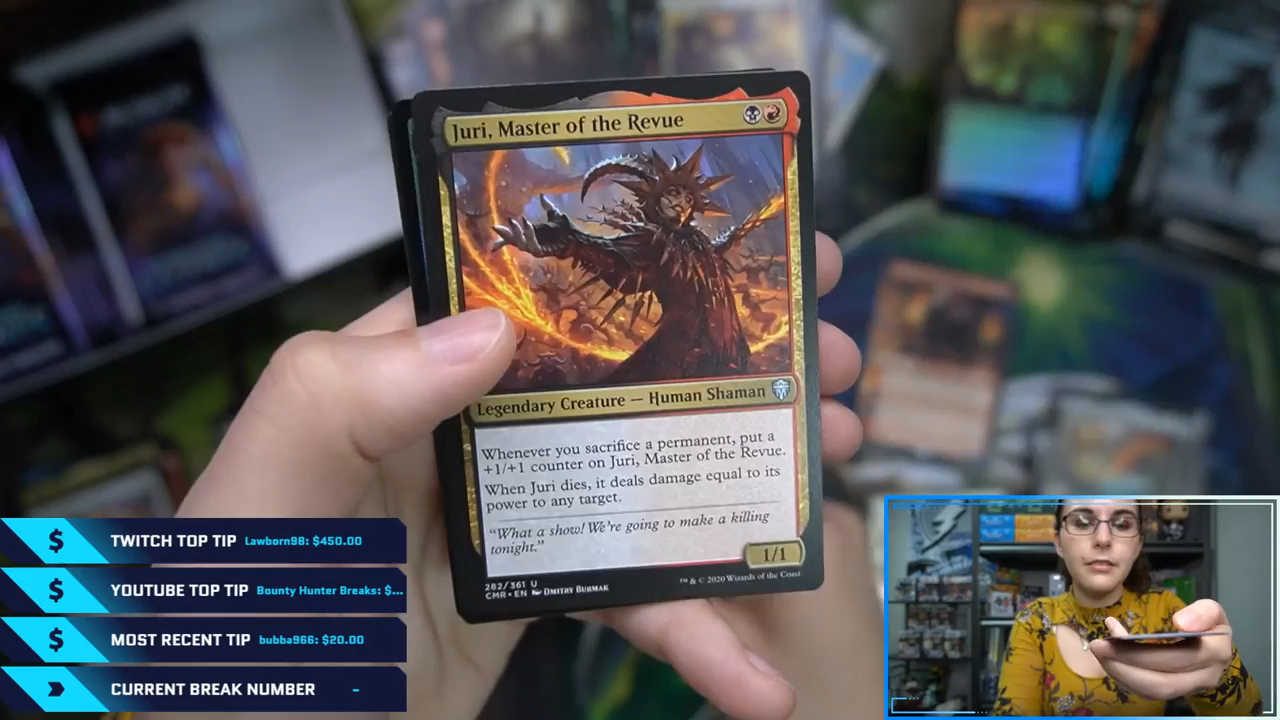 Juri, Master of the Revue
Legendary Creature — Human Shaman
Whenever you sacrifice a permanent, put a
+1/+1 counter on Juri, Master of the Revue.
When Juri dies, it deals damage equal to its
power to any target.
“What a show! We’re going to make a killing
tonight.”
1/1
282/361 U
CMR • EN DMITRY BURMAK
™ & © 2020 Wizards of the Coast
$ TWITCH TOP TIP Lawborn98: $450.00
$ YOUTUBE TOP TIP Bounty Hunter Breaks: $...
$ MOST RECENT TIP bubba966: $20.00
CURRENT BREAK NUMBER -